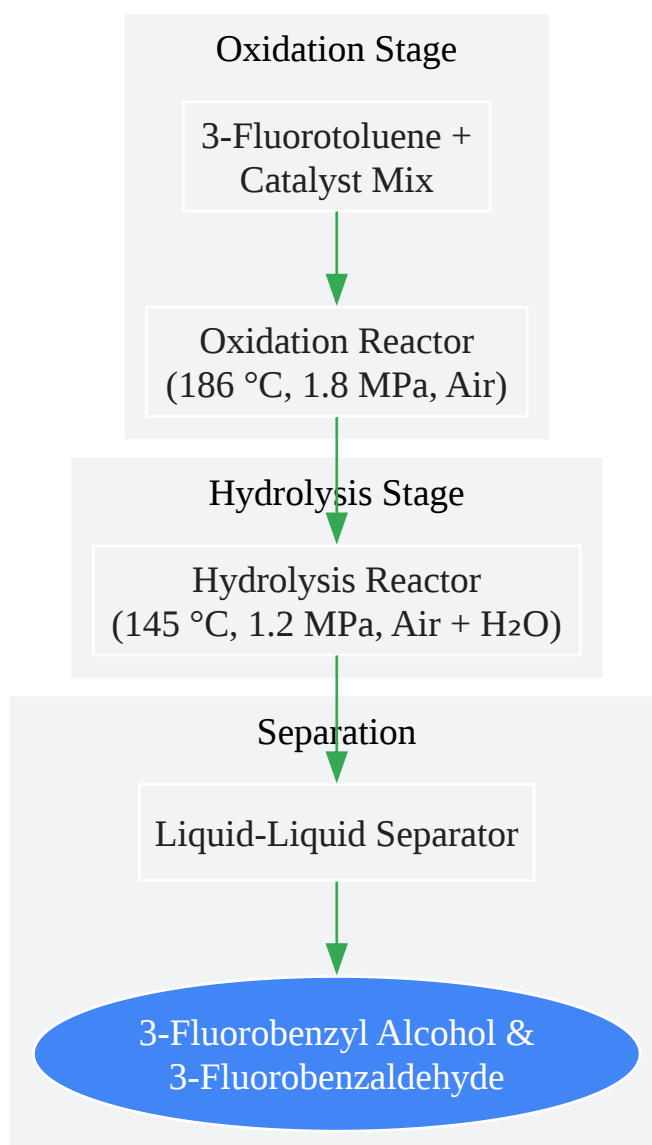 Oxidation Stage
3-Fluorotoluene +
Catalyst Mix
Oxidation Reactor
(186 °C, 1.8 MPa, Air)
Hydrolysis Stage
Hydrolysis Reactor
(145 °C, 1.2 MPa, Air + H₂O)
Separation
Liquid-Liquid Separator
3-Fluorobenzyl Alcohol &
3-Fluorobenzaldehyde